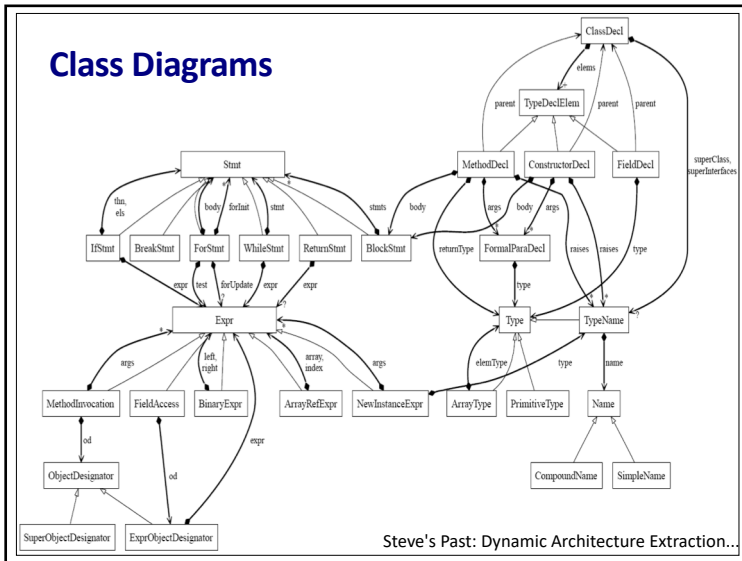 Class Diagrams
ClassDecl
elems
*
parent
parent
parent
TypeDeclElem
superClass,
superInterfaces
Stmt
MethodDecl
ConstructorDecl
FieldDecl
thn,
els
body
forInit
*
stmt
*
stmts
body
args
body
args
raises
raises
type
returnType
IfStmt
BreakStmt
ForStmt
WhileStmt
ReturnStmt
BlockStmt
*
*
FormalParaDecl
expr
test
forUpdate
expr
expr
type
?
?
*
*
?
Expr
Type
TypeName
*
*
args
left,
right
array,
index
args
elemType
type
name
MethodInvocation
FieldAccess
BinaryExpr
ArrayRefExpr
NewInstanceExpr
ArrayType
PrimitiveType
Name
od
od
expr
ObjectDesignator
CompoundName
SimpleName
SuperObjectDesignator
ExprObjectDesignator
Steve's Past: Dynamic Architecture Extraction...